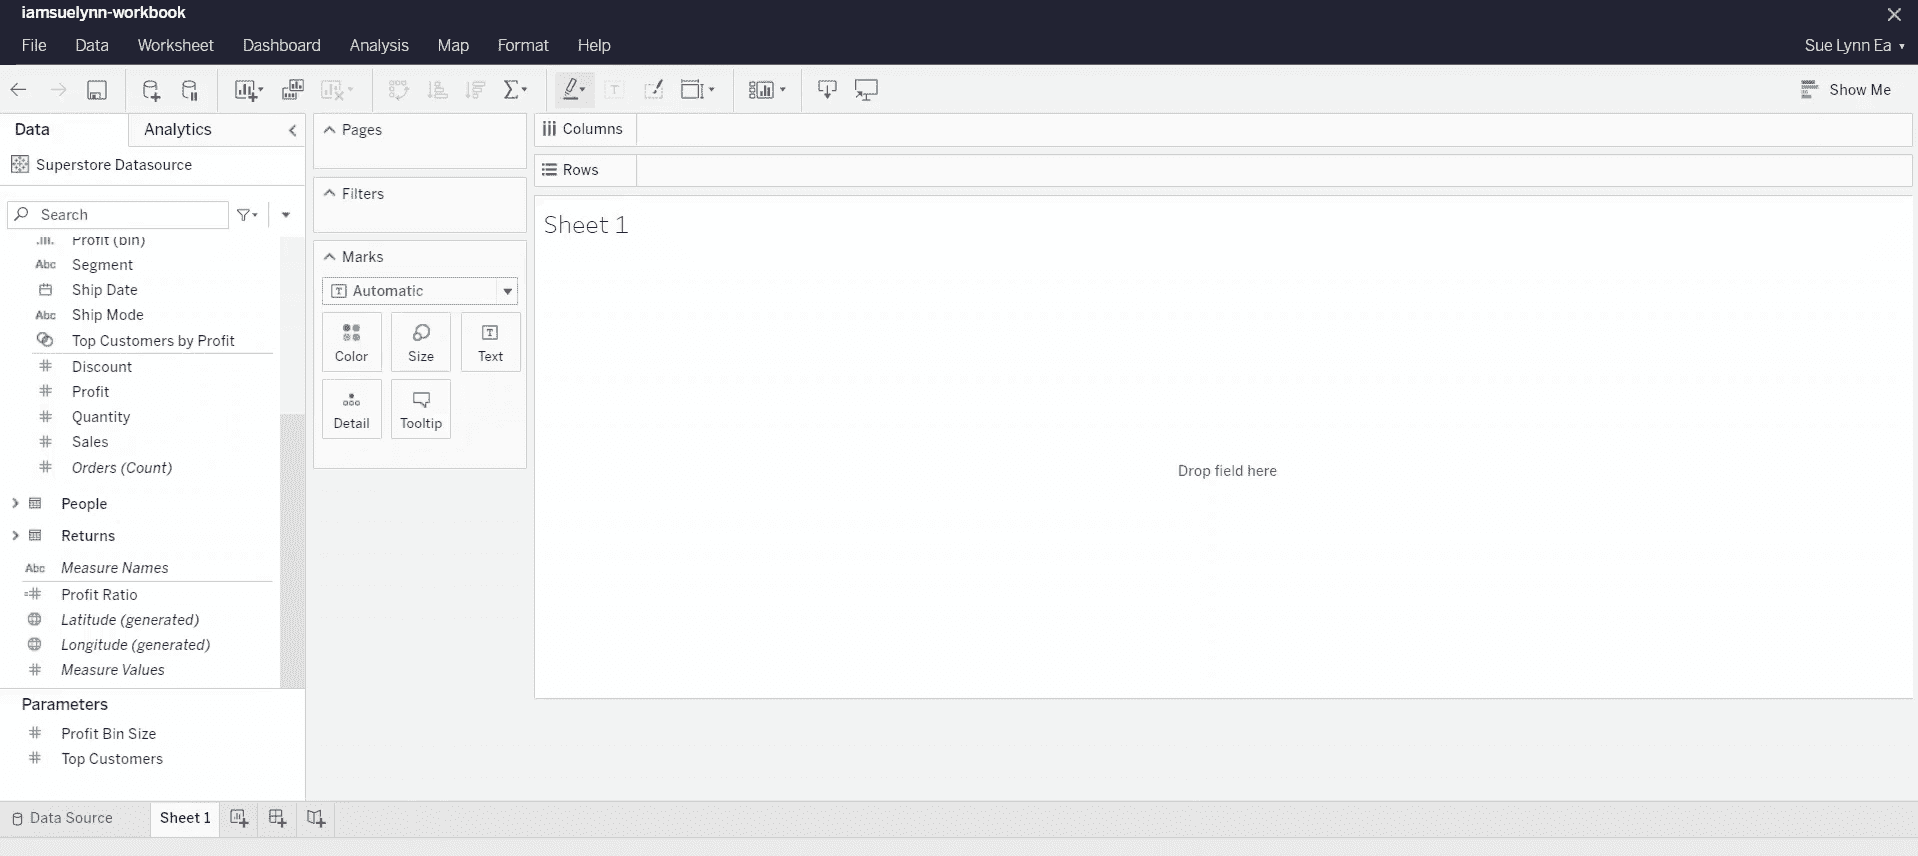 iamsuelynn-workbook
File Data Worksheet Dashboard Analysis Map Format Help
Sue Lynn Ea
Show Me
Data Analytics
Superstore Datasource
Search
Profit (bin)
Abc Segment
Ship Date
Abc Ship Mode
Top Customers by Profit
# Discount
# Profit
# Quantity
# Sales
# Orders (Count)
People
Returns
Abc Measure Names
=# Profit Ratio
Latitude (generated)
Longitude (generated)
# Measure Values
Parameters
# Profit Bin Size
# Top Customers
Pages
Filters
Marks
T Automatic
Color Size Text
Detail Tooltip
Columns
Rows
Sheet 1
Drop field here
Data Source Sheet 1